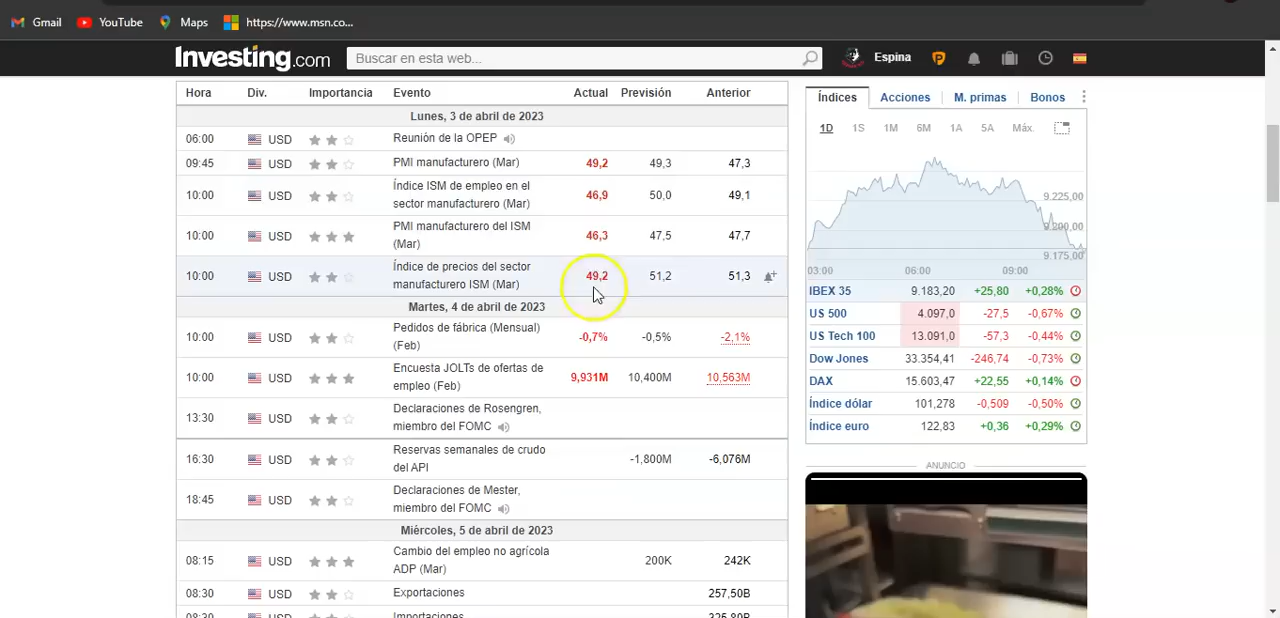 Gmail YouTube Maps https://www.msn.co...
Investing.com Buscar en esta web... Espina
Hora Div. Importancia Evento Actual Previsión Anterior
Lunes, 3 de abril de 2023
06:00 USD Reunión de la OPEP
09:45 USD PMI manufacturero (Mar) 49,2 49,3 47,3
10:00 USD Índice ISM de empleo en el
sector manufacturero (Mar) 46,9 50,0 49,1
10:00 USD PMI manufacturero del ISM
(Mar) 46,3 47,5 47,7
10:00 USD Índice de precios del sector
manufacturero ISM (Mar) 49,2 51,2 51,3
Martes, 4 de abril de 2023
10:00 USD Pedidos de fábrica (Mensual)
(Feb) -0,7% -0,5% -2,1%
10:00 USD Encuesta JOLTs de ofertas de
empleo (Feb) 9,931M 10,400M 10,563M
13:30 USD Declaraciones de Rosengren,
miembro del FOMC
16:30 USD Reservas semanales de crudo
del API -1,800M -6,076M
18:45 USD Declaraciones de Mester,
miembro del FOMC
Miércoles, 5 de abril de 2023
08:15 USD Cambio del empleo no agrícola
ADP (Mar) 200K 242K
08:30 USD Exportaciones 257,50B
08:30 USD Importaciones 325,80B
Índices Acciones M. primas Bonos
1D 1S 1M 6M 1A 5A Máx.
9.225,00
9.200,00
9.175,00
03:00 06:00 09:00
IBEX 35 9.183,20 +25,80 +0,28%
US 500 4.097,0 -27,5 -0,67%
US Tech 100 13.091,0 -57,3 -0,44%
Dow Jones 33.354,41 -246,74 -0,73%
DAX 15.603,47 +22,55 +0,14%
Índice dólar 101,278 -0,509 -0,50%
Índice euro 122,83 +0,36 +0,29%
ANUNCIO